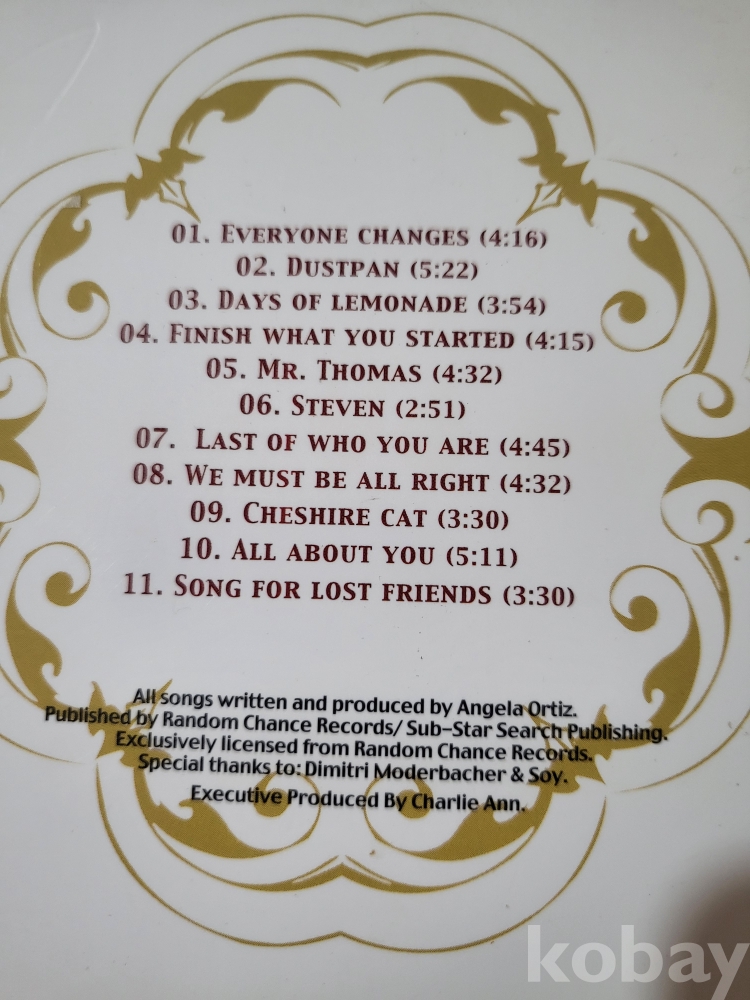 01. EVERYONE CHANGES (4:16)
02. DUSTPAN (5:22)
03. DAYS OF LEMONADE (3:54)
04. FINISH WHAT YOU STARTED (4:15)
05. MR. THOMAS (4:32)
06. STEVEN (2:51)
07. LAST OF WHO YOU ARE (4:45)
08. WE MUST BE ALL RIGHT (4:32)
09. CHESHIRE CAT (3:30)
10. ALL ABOUT YOU (5:11)
11. SONG FOR LOST FRIENDS (3:30)
All songs written and produced by Angela Ortiz.
Published by Random Chance Records/ Sub-Star Search Publishing.
Exclusively licensed from Random Chance Records.
Special thanks to: Dimitri Moderbacher & Soy.
Executive Produced By Charlie Ann.
kobay